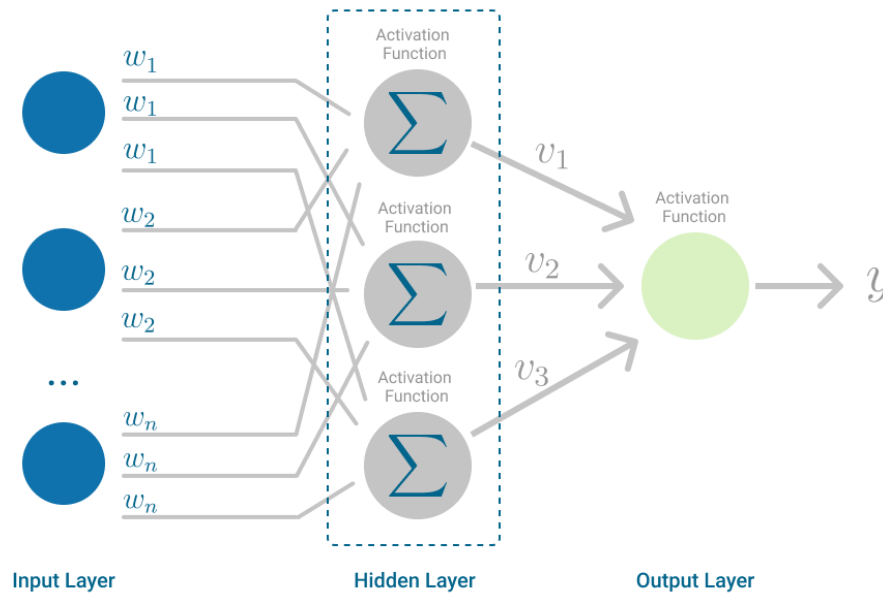 Activation
Function
w₁
w₁
w₁
Σ
v₁
Activation
Function
w₂
Activation
Function
w₂
w₂
Σ
v₂
y
...
Activation
Function
v₃
wₙ
wₙ
wₙ
Σ
Input Layer
Hidden Layer
Output Layer